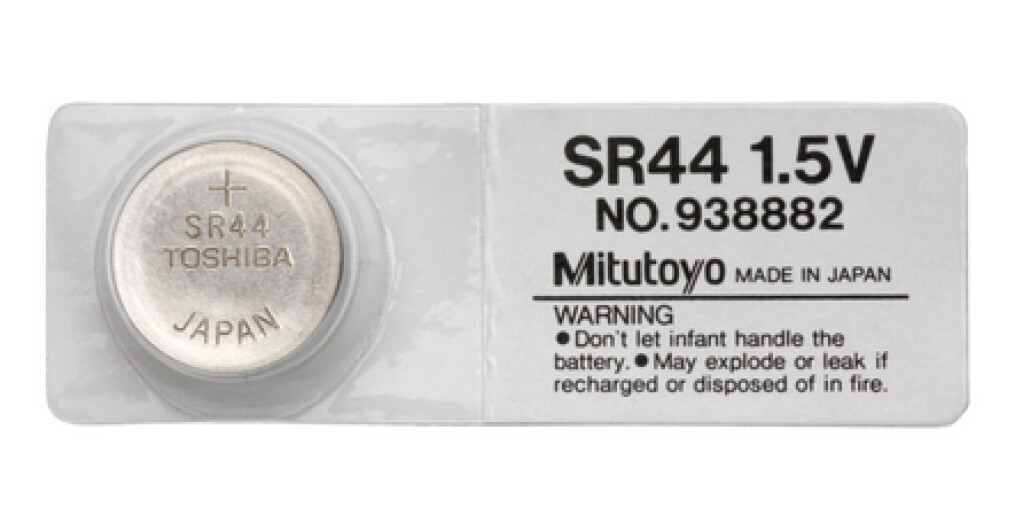 +
SR44
TOSHIBA
JAPAN
SR44 1.5V
NO.938882
Mitutoyo MADE IN JAPAN
WARNING
●Don't let infant handle the
battery.●May explode or leak if
recharged or disposed of in fire.